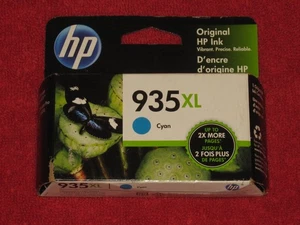 hp
Original
HP Ink
Vibrant. Precise. Reliable.
D'encre
d'origine HP
935XL
Cyan
UP TO
2X MORE
PAGES
JUSQU'À
2 FOIS PLUS
DE PAGES
935XL
Cyan
hp